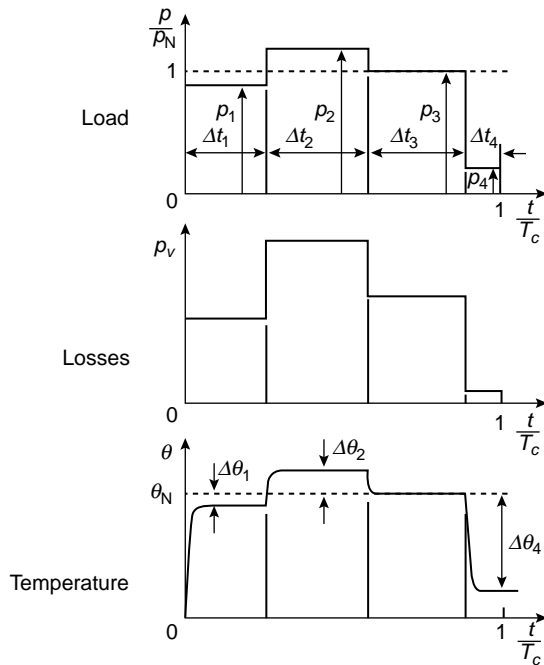 p
p_N
1
Load
p_1
p_2
p_3
Δt_1
Δt_2
Δt_3
Δt_4
p_4
0
1
t
T_c
p_v
Losses
0
1
t
T_c
θ
Δθ_1
Δθ_2
θ_N
Δθ_4
Temperature
0
1
t
T_c